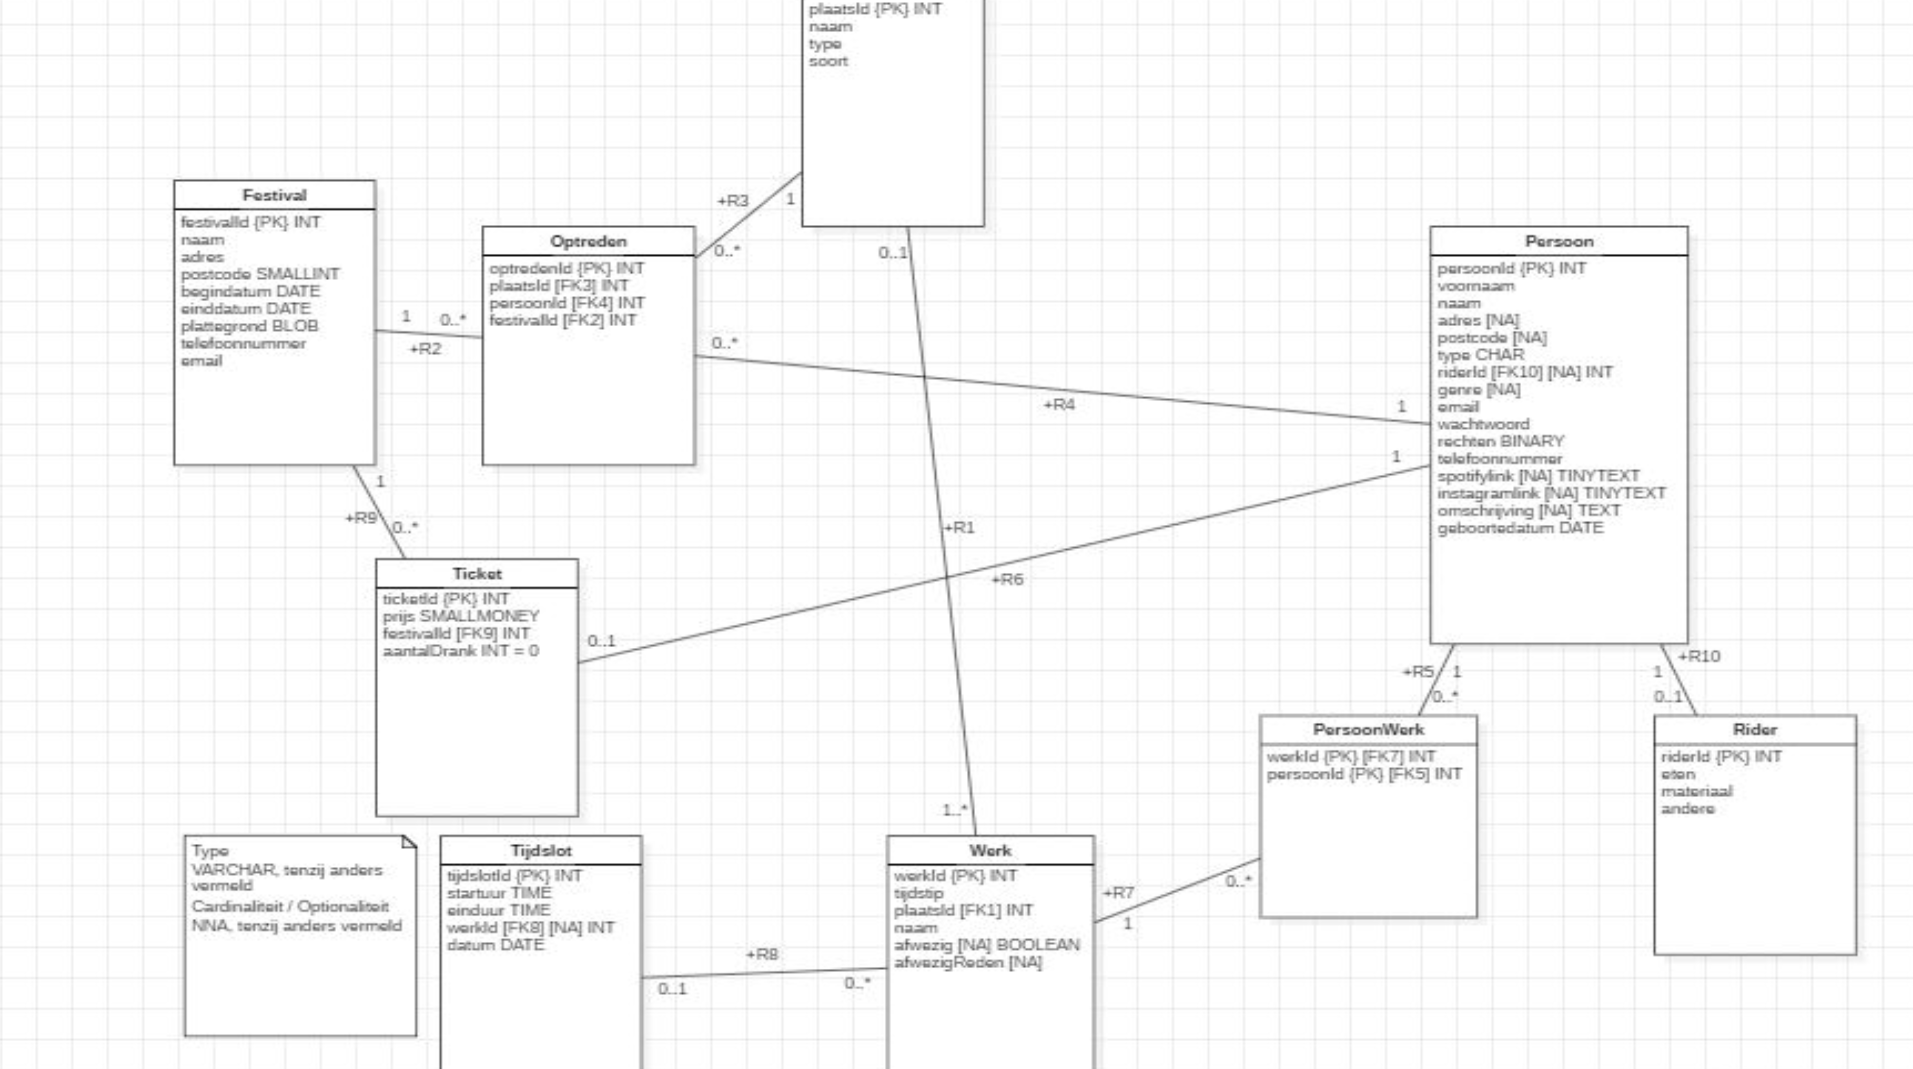 plaatsId {PK} INT
naam
type
soort
Festival
festivalId {PK} INT
naam
adres
postcode SMALLINT
begindatum DATE
einddatum DATE
plattegrond BLOB
telefoonnummer
email
Optreden
optredenId {PK} INT
plaatsId [FK3] INT
persoonId [FK4] INT
festivalId [FK2] INT
Persoon
persoonId {PK} INT
voornaam
naam
adres [NA]
postcode [NA]
type CHAR
riderId [FK10] [NA] INT
genre [NA]
email
wachtwoord
rechten BINARY
telefoonnummer
spotifylink [NA] TINYTEXT
instagramlink [NA] TINYTEXT
omschrijving [NA] TEXT
geboortedatum DATE
+R3
1
0..*
0..1
1
0..*
+R2
0..*
+R4
1
1
+R1
+R6
0..1
1
+R9
0..*
Ticket
ticketId {PK} INT
prijs SMALLMONEY
festivalId [FK9] INT
aantalDrank INT = 0
+R5
1
0..*
+R10
1
0..1
PersoonWerk
werkId {PK} [FK7] INT
persoonId {PK} [FK5] INT
Rider
riderId {PK} INT
eten
materiaal
andere
Type
VARCHAR, tenzij anders
vermeld
Cardinaliteit / Optionaliteit
NNA, tenzij anders vermeld
Tijdslot
tijdslotId {PK} INT
startuur TIME
einduur TIME
werkId [FK8] [NA] INT
datum DATE
1..*
Werk
werkId {PK} INT
tijdstip
plaatsId [FK1] INT
naam
afwezig [NA] BOOLEAN
afwezigReden [NA]
+R7
0..*
1
+R8
0..1
0..*